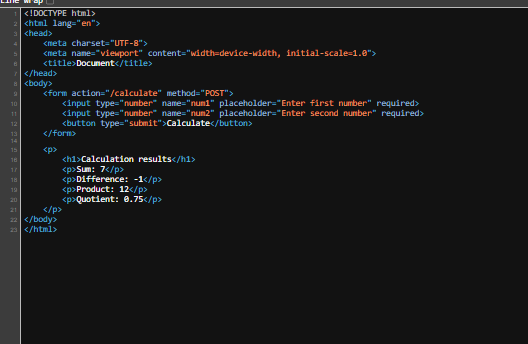 Line wrap
1 <!DOCTYPE html>
2 <html lang="en">
3 <head>
4     <meta charset="UTF-8">
5     <meta name="viewport" content="width=device-width, initial-scale=1.0">
6     <title>Document</title>
7 </head>
8 <body>
9     <form action="/calculate" method="POST">
10         <input type="number" name="num1" placeholder="Enter first number" required>
11         <input type="number" name="num2" placeholder="Enter second number" required>
12         <button type="submit">Calculate</button>
13     </form>
14
15     <p>
16         <h1>Calculation results</h1>
17         <p>Sum: 7</p>
18         <p>Difference: -1</p>
19         <p>Product: 12</p>
20         <p>Quotient: 0.75</p>
21     </p>
22 </body>
23 </html>